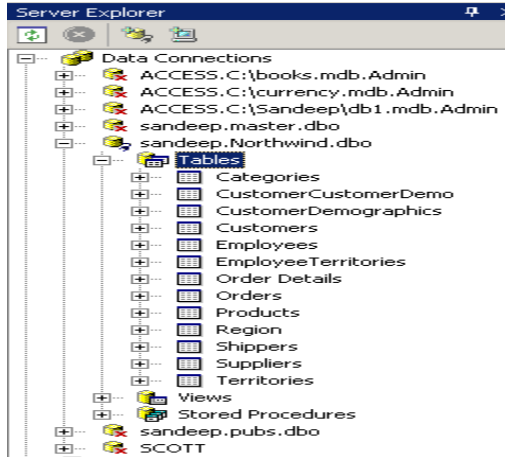 Server Explorer
Data Connections
ACCESS.C:\books.mdb.Admin
ACCESS.C:\currency.mdb.Admin
ACCESS.C:\Sandeep\db1.mdb.Admin
sandeep.master.dbo
sandeep.Northwind.dbo
Tables
Categories
CustomerCustomerDemo
CustomerDemographics
Customers
Employees
EmployeeTerritories
Order Details
Orders
Products
Region
Shippers
Suppliers
Territories
Views
Stored Procedures
sandeep.pubs.dbo
SCOTT